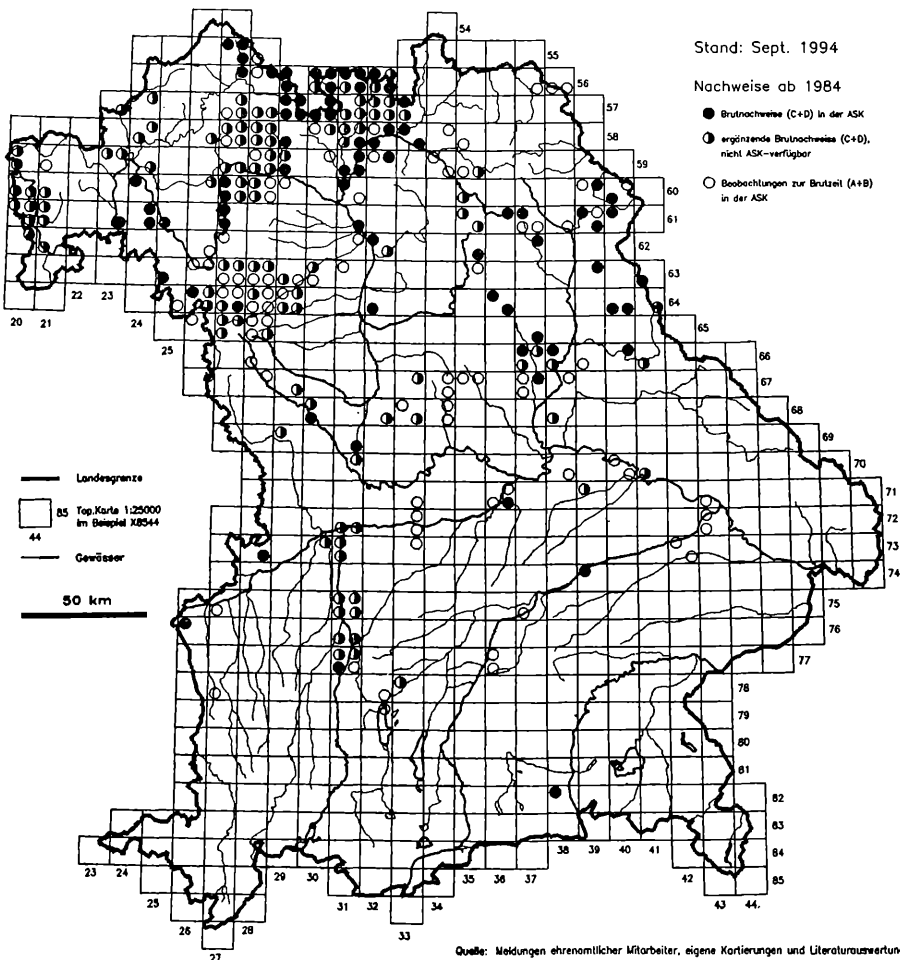 Stand: Sept. 1994
Nachweise ab 1984
Brutnachweise (C+D) in der ASK
ergänzende Brutnachweise (C+D),
nicht ASK-verfügbar
Beobachtungen zur Brutzeit (A+B)
in der ASK
54
55
56
57
58
59
60
61
62
63
64
65
66
67
68
69
70
71
72
73
74
75
76
77
78
79
80
81
82
83
84
85
20 21 22 23 24 25
Landesgrenze
85 Top.Karte 1:25000
im Beispiel X8544
44
Gewässer
50 km
23 24 25 26 27 28 29 30 31 32 33 34 35 36 37 38 39 40 41 42 43 44.
Quelle: Meldungen ehrenamtlicher Mitarbeiter, eigene Kartierungen und Literaturauswertun